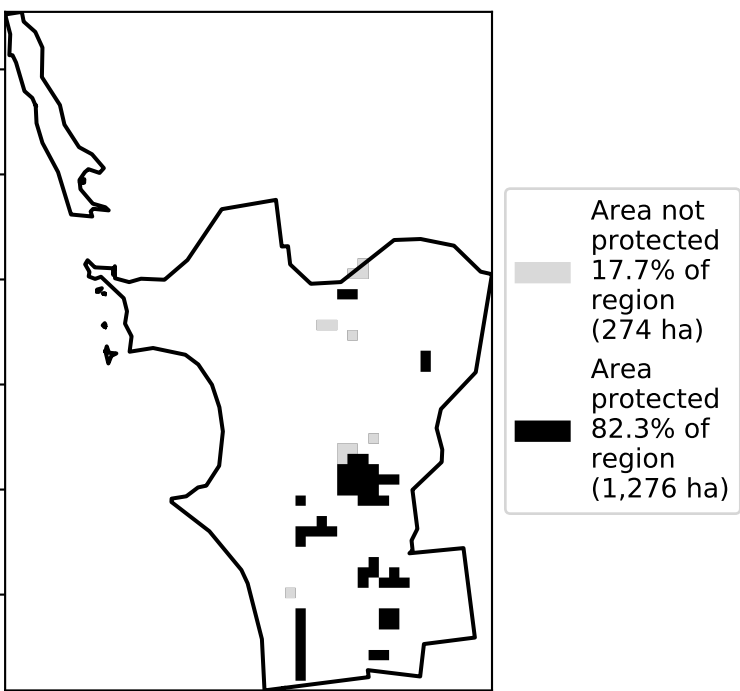 Area not
protected
17.7% of
region
(274 ha)
Area
protected
82.3% of
region
(1,276 ha)